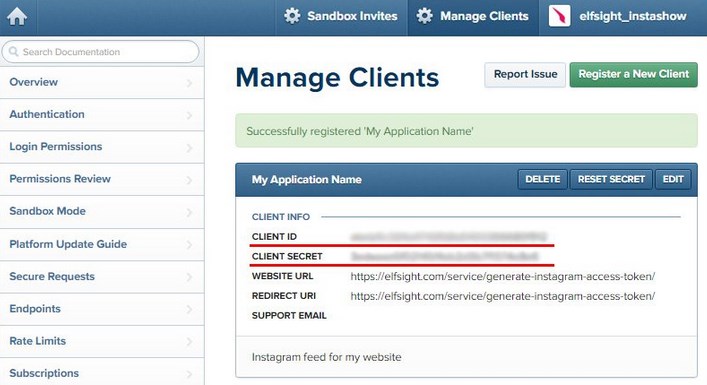 Sandbox Invites
Manage Clients
elfsight_instashow
Search Documentation
Overview
Authentication
Login Permissions
Permissions Review
Sandbox Mode
Platform Update Guide
Secure Requests
Endpoints
Rate Limits
Subscriptions
Manage Clients
Report Issue
Register a New Client
Successfully registered 'My Application Name'
My Application Name
DELETE
RESET SECRET
EDIT
CLIENT INFO
CLIENT ID
CLIENT SECRET
WEBSITE URL https://elfsight.com/service/generate-instagram-access-token/
REDIRECT URI https://elfsight.com/service/generate-instagram-access-token/
SUPPORT EMAIL
Instagram feed for my website